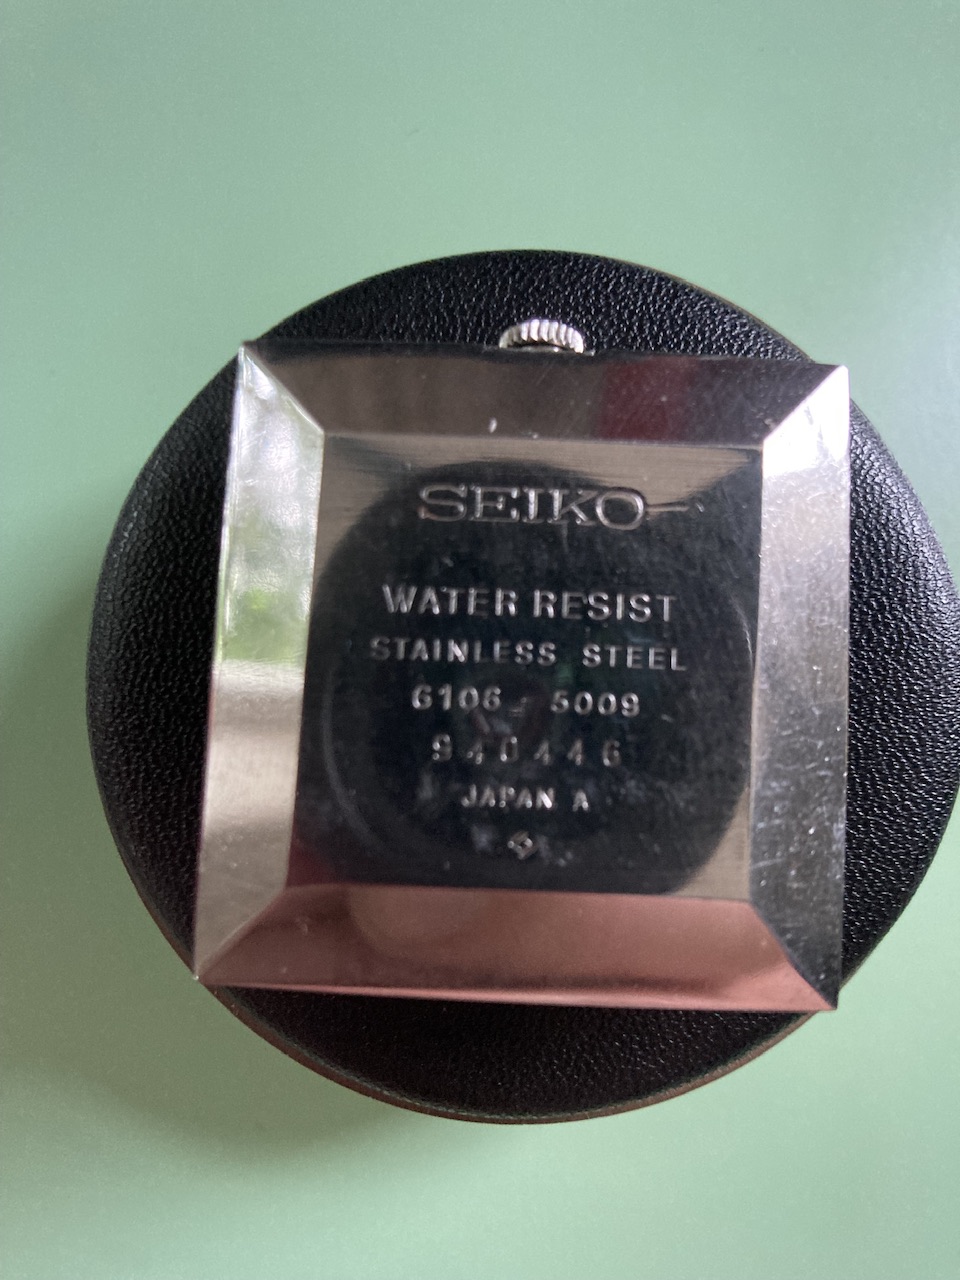 SEIKO
WATER RESIST
STAINLESS STEEL
6106-5009
940446
JAPAN A